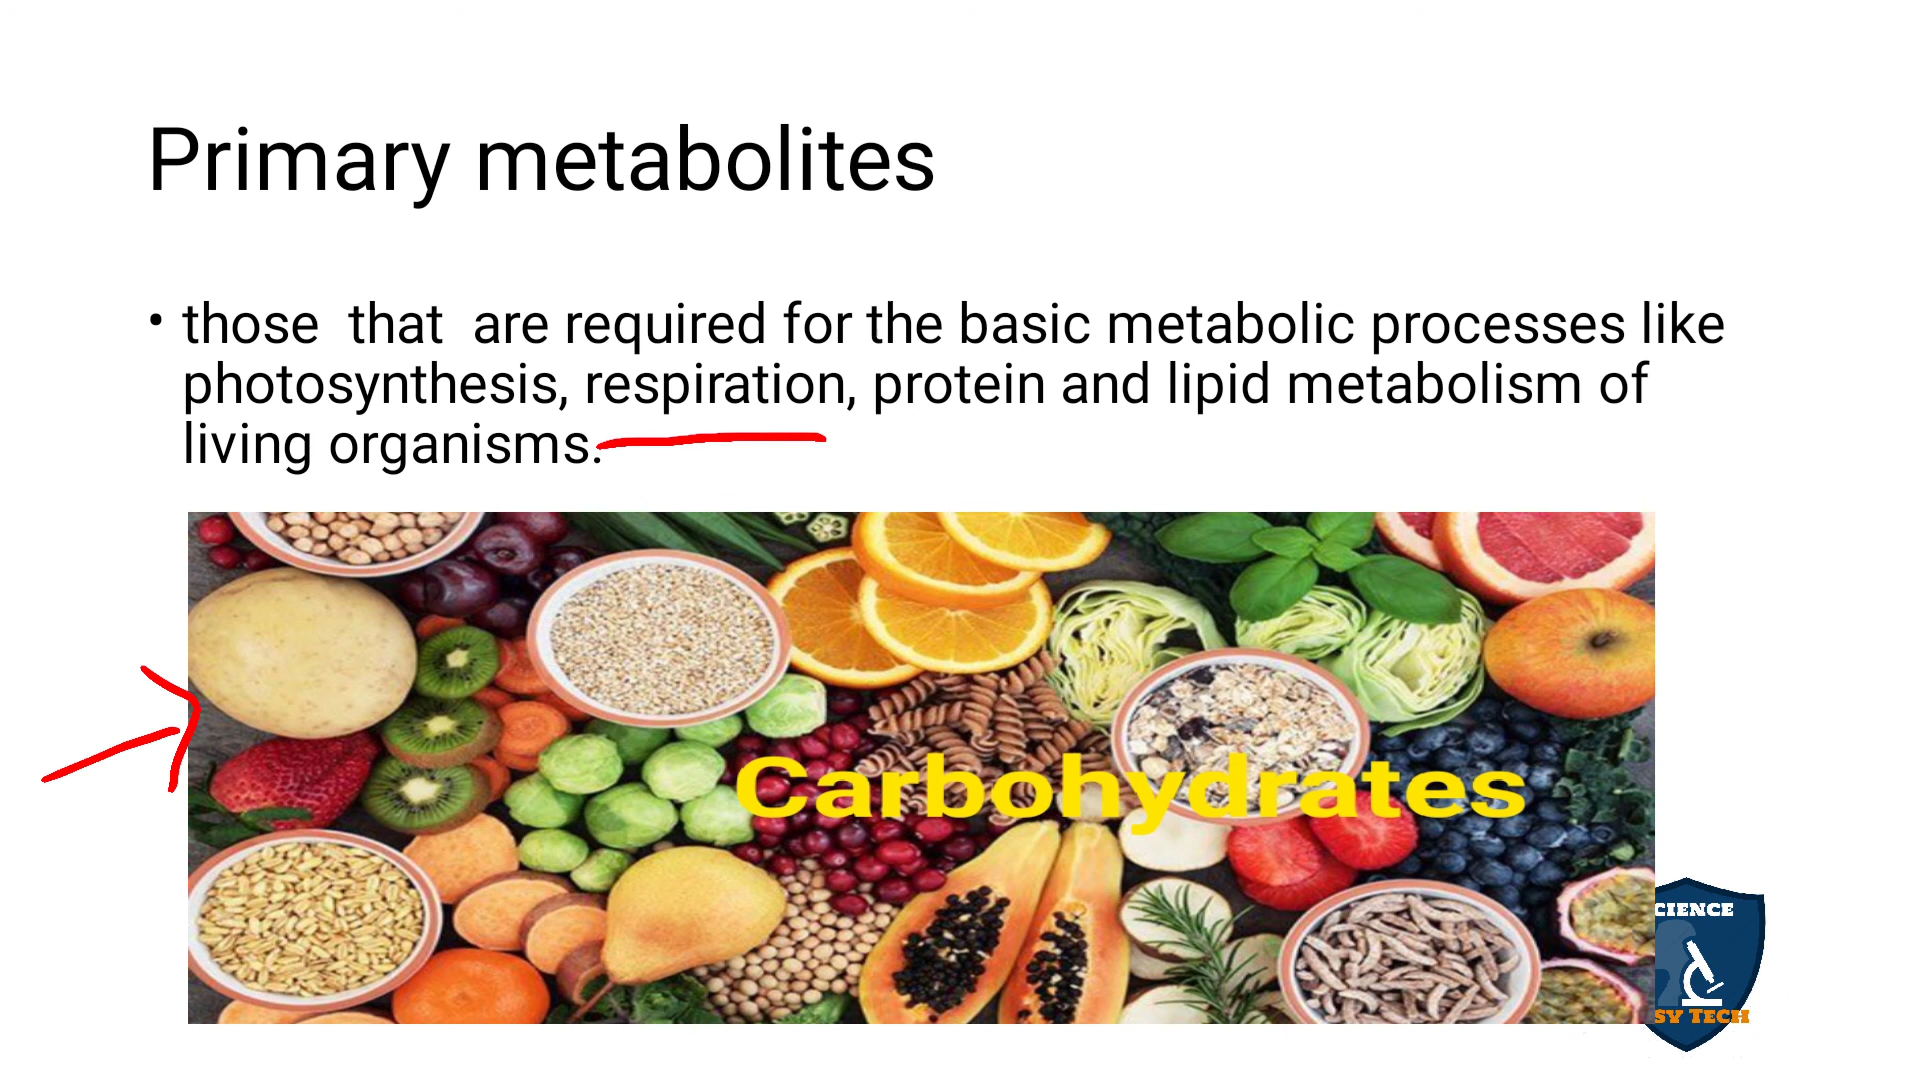 Primary metabolites
• those that are required for the basic metabolic processes like
photosynthesis, respiration, protein and lipid metabolism of
living organisms.
Carbohydrates
CIENCE
SY TECH